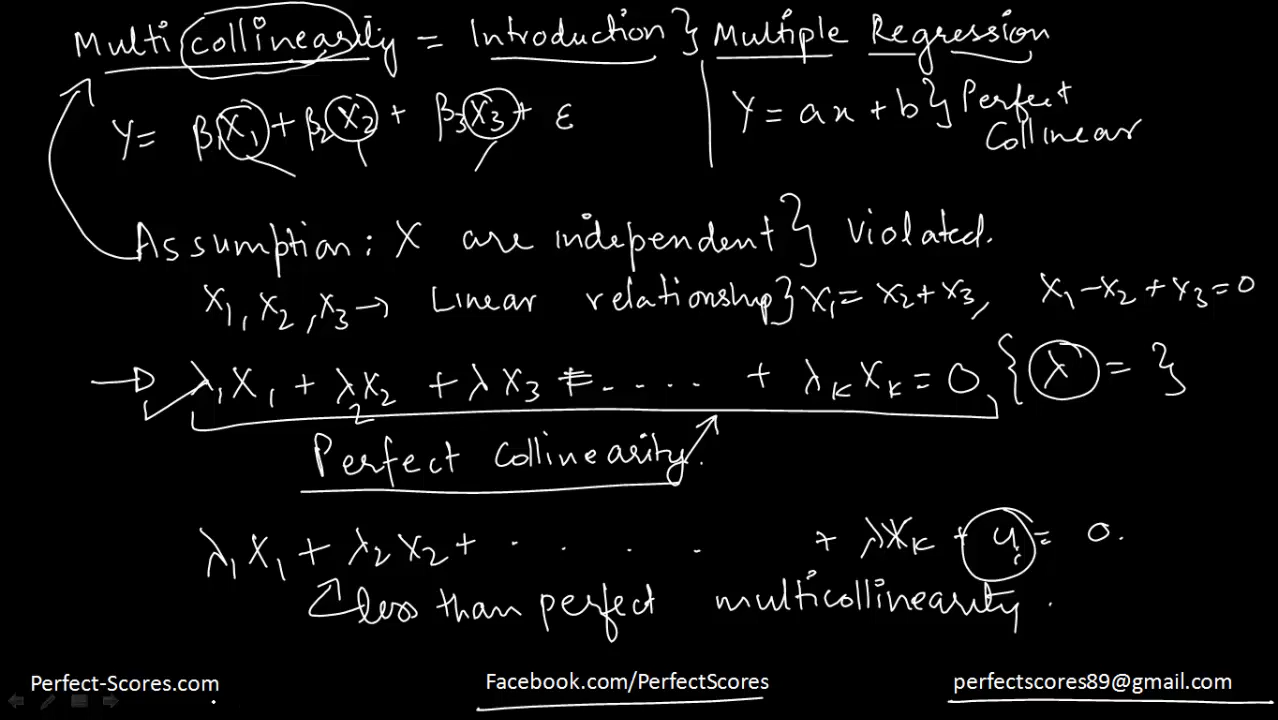 Multicollinearity = Introduction } Multiple Regression
Y = β₁X₁ + β₂X₂ + β₃X₃ + ε
Y = ax + b } Perfect
Collinear
Assumption: X are independent } violated.
X₁, X₂, X₃ → Linear relationship } X₁ = X₂ + X₃, X₁ - X₂ + X₃ = 0
→ λ₁X₁ + λ₂X₂ + λX₃ + .... + λₖXₖ = 0 { λ = }
Perfect Collinearity.
λ₁X₁ + λ₂X₂ + . . . . + λXₖ + uᵢ = 0.
less than perfect multicollinearity.
Perfect-Scores.com
Facebook.com/PerfectScores
perfectscores89@gmail.com